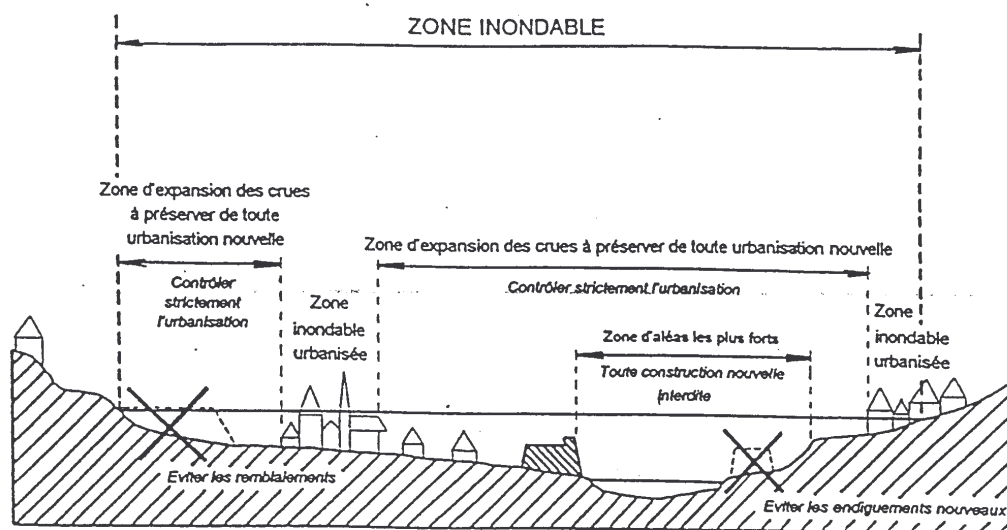 ZONE INONDABLE
Zone d'expansion des crues
à préserver de toute
urbanisation nouvelle
Contrôler
strictement
l'urbanisation
Zone
inondable
urbanisée
Zone d'expansion des crues à préserver de toute urbanisation nouvelle
Contrôler strictement l'urbanisation
Zone d'aléas les plus forts
Toute construction nouvelle
interdite
Zone
inondable
urbanisée
Eviter les remblaiements
Eviter les endiguements nouveaux